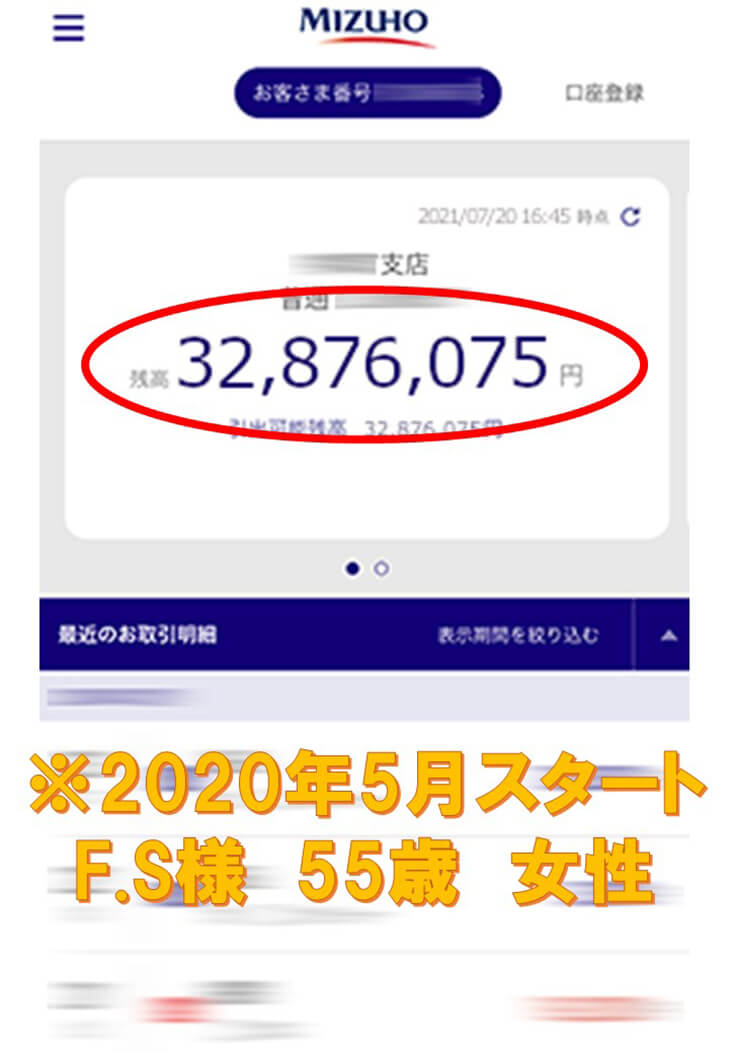 MIZUHO
お客さま番号
口座登録
2021/07/20 16:45 時点
支店
普通
残高 32,876,075 円
引出可能残高 32,876,075円
最近のお取引明細
表示期間を絞り込む
※2020年5月スタート
F.S様 55歳 女性